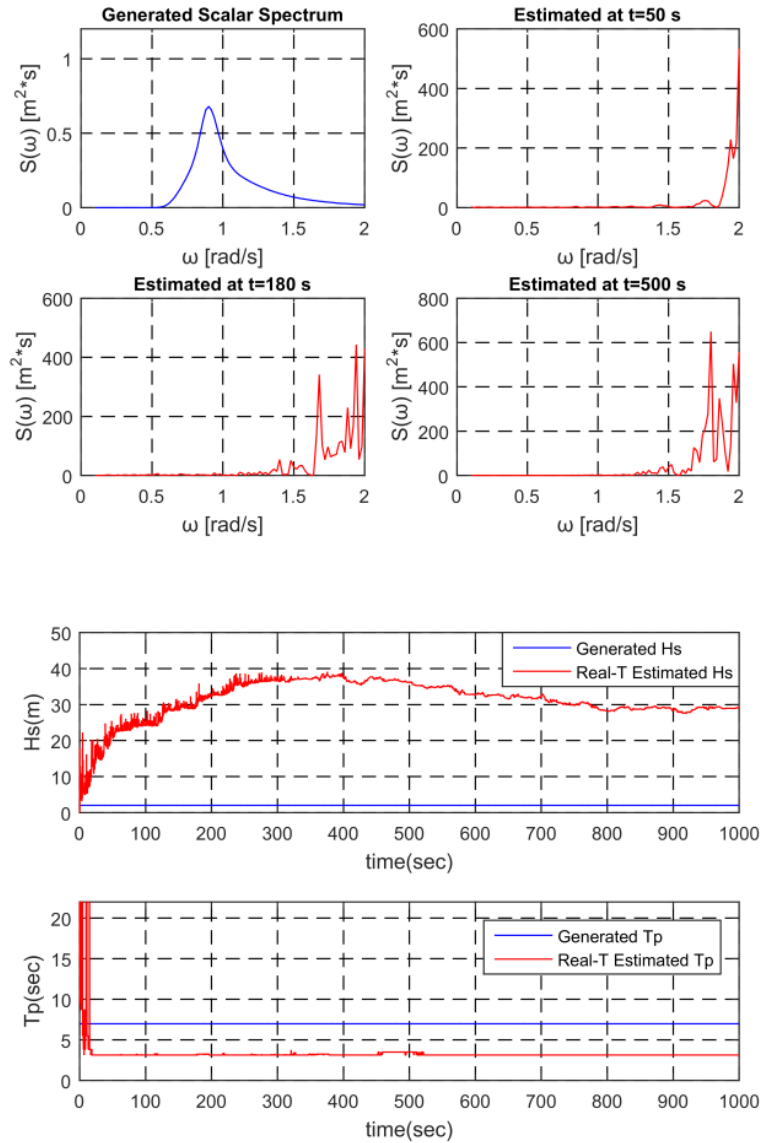 Generated Scalar Spectrum
S(ω) [m²*s]
1
0.5
0
0 0.5 1 1.5 2
ω [rad/s]
Estimated at t=50 s
S(ω) [m²*s]
600
400
200
0
0 0.5 1 1.5 2
ω [rad/s]
Estimated at t=180 s
S(ω) [m²*s]
600
400
200
0
0 0.5 1 1.5 2
ω [rad/s]
Estimated at t=500 s
S(ω) [m²*s]
800
600
400
200
0
0 0.5 1 1.5 2
ω [rad/s]
Hs(m)
50
40
30
20
10
0
Generated Hs
Real-T Estimated Hs
0 100 200 300 400 500 600 700 800 900 1000
time(sec)
Tp(sec)
20
15
10
5
0
Generated Tp
Real-T Estimated Tp
0 100 200 300 400 500 600 700 800 900 1000
time(sec)